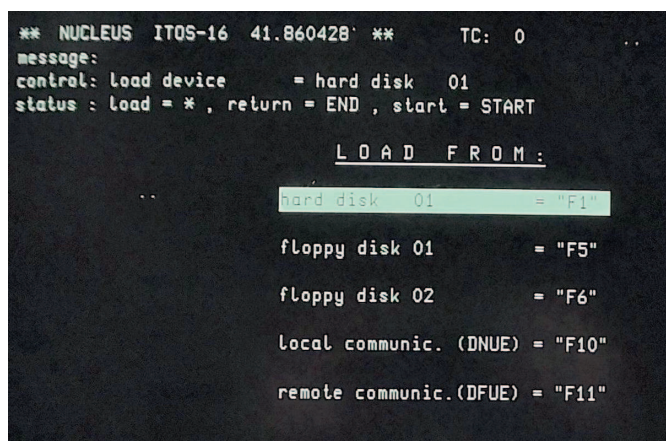 ** NUCLEUS ITOS-16 41.860428 ** TC: 0
message:
control: load device = hard disk 01
status : load = * , return = END , start = START
LOAD FROM:
hard disk 01 = "F1"
floppy disk 01 = "F5"
floppy disk 02 = "F6"
local communic. (DNUE) = "F10"
remote communic.(DFUE) = "F11"